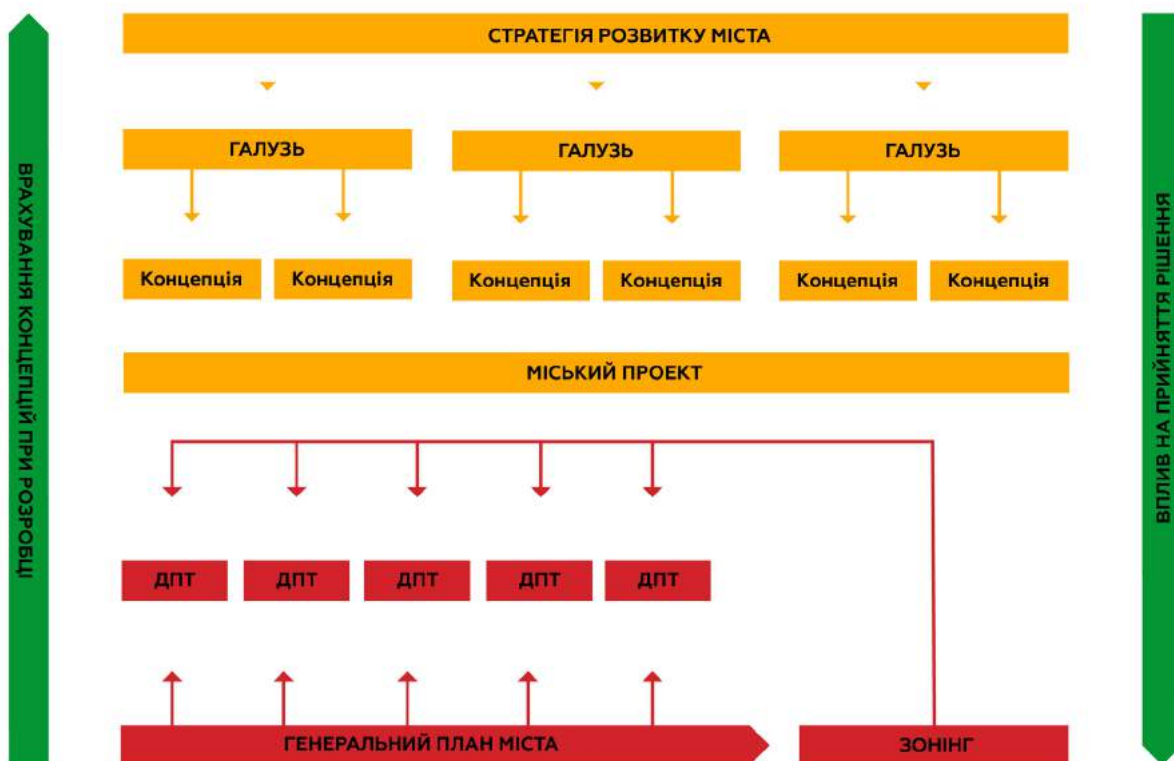 СТРАТЕГІЯ РОЗВИТКУ МІСТА
ГАЛУЗЬ
ГАЛУЗЬ
ГАЛУЗЬ
Концепція
Концепція
Концепція
Концепція
Концепція
Концепція
МІСЬКИЙ ПРОЕКТ
ДПТ
ДПТ
ДПТ
ДПТ
ДПТ
ГЕНЕРАЛЬНИЙ ПЛАН МІСТА
ЗОНІНГ
ВРАХУВАННЯ КОНЦЕПЦІЙ ПРИ РОЗРОБЦІ
ВПЛИВ НА ПРИЙНЯТТЯ РІШЕННЯ